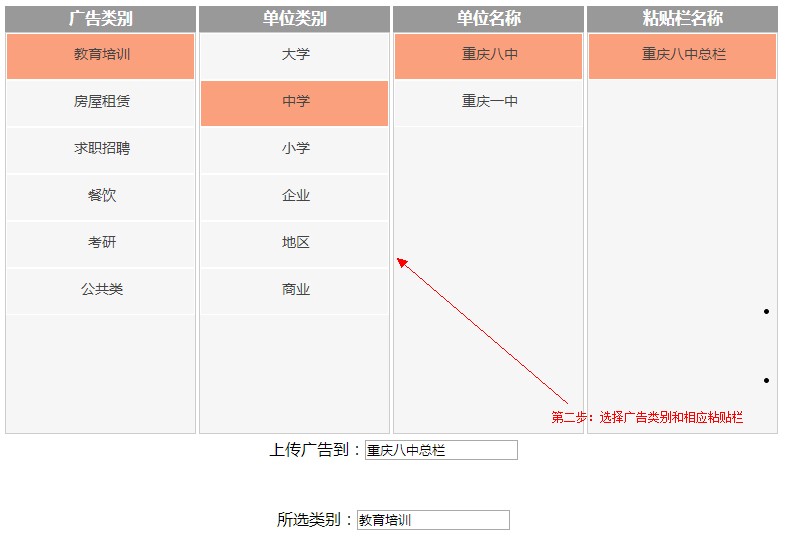 广告类别 单位类别 单位名称 粘贴栏名称
教育培训 大学 重庆八中 重庆八中总栏
房屋租赁 中学 重庆一中
求职招聘 小学
餐饮 企业
考研 地区
公共类 商业
第二步：选择广告类别和相应粘贴栏
上传广告到：重庆八中总栏
所选类别：教育培训